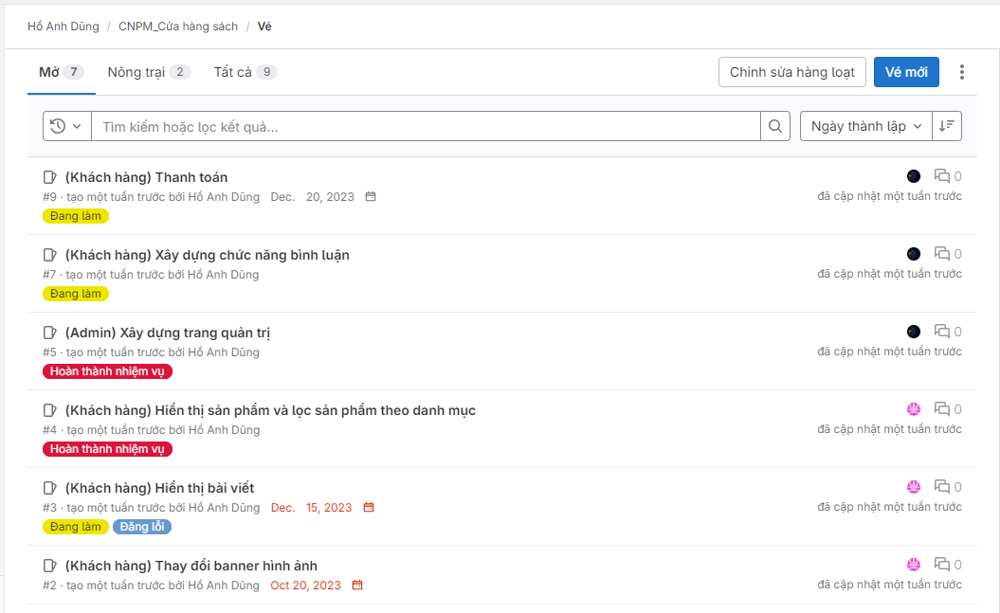 Hồ Anh Dũng / CNPM_Cửa hàng sách / Vé
Mở 7 Nông trại 2 Tất cả 9 Chỉnh sửa hàng loạt Vé mới
Tìm kiếm hoặc lọc kết quả... Ngày thành lập
(Khách hàng) Thanh toán 0
#9 · tạo một tuần trước bởi Hồ Anh Dũng Dec. 20, 2023 đã cập nhật một tuần trước
Đang làm
(Khách hàng) Xây dựng chức năng bình luận 0
#7 · tạo một tuần trước bởi Hồ Anh Dũng đã cập nhật một tuần trước
Đang làm
(Admin) Xây dựng trang quản trị 0
#5 · tạo một tuần trước bởi Hồ Anh Dũng đã cập nhật một tuần trước
Hoàn thành nhiệm vụ
(Khách hàng) Hiển thị sản phẩm và lọc sản phẩm theo danh mục 0
#4 · tạo một tuần trước bởi Hồ Anh Dũng đã cập nhật một tuần trước
Hoàn thành nhiệm vụ
(Khách hàng) Hiển thị bài viết 0
#3 · tạo một tuần trước bởi Hồ Anh Dũng Dec. 15, 2023 đã cập nhật một tuần trước
Đang làm Đăng lỗi
(Khách hàng) Thay đổi banner hình ảnh 0
#2 · tạo một tuần trước bởi Hồ Anh Dũng Oct 20, 2023 đã cập nhật một tuần trước